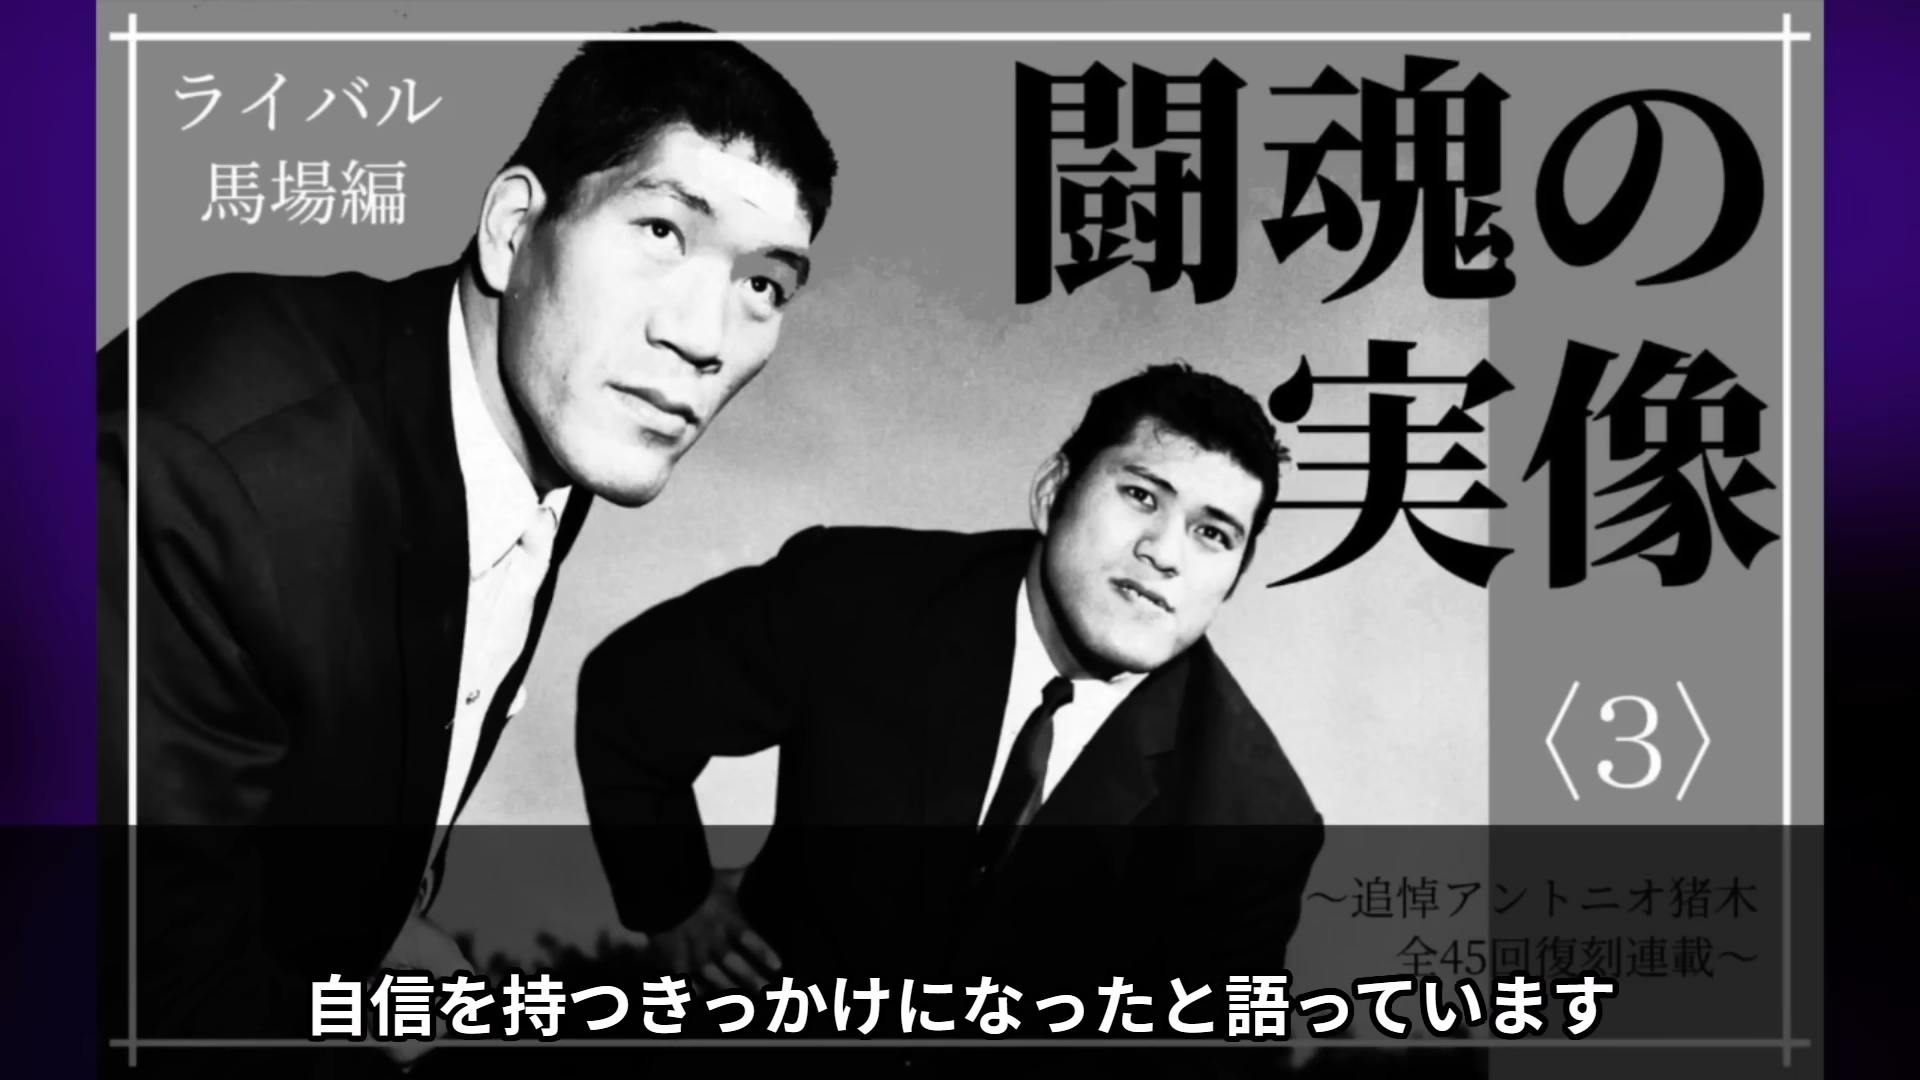 ライバル
馬場編
闘魂の
実像
〈3〉
～追悼アントニオ猪木
全45回復刻連載～
自信を持つきっかけになったと語っています